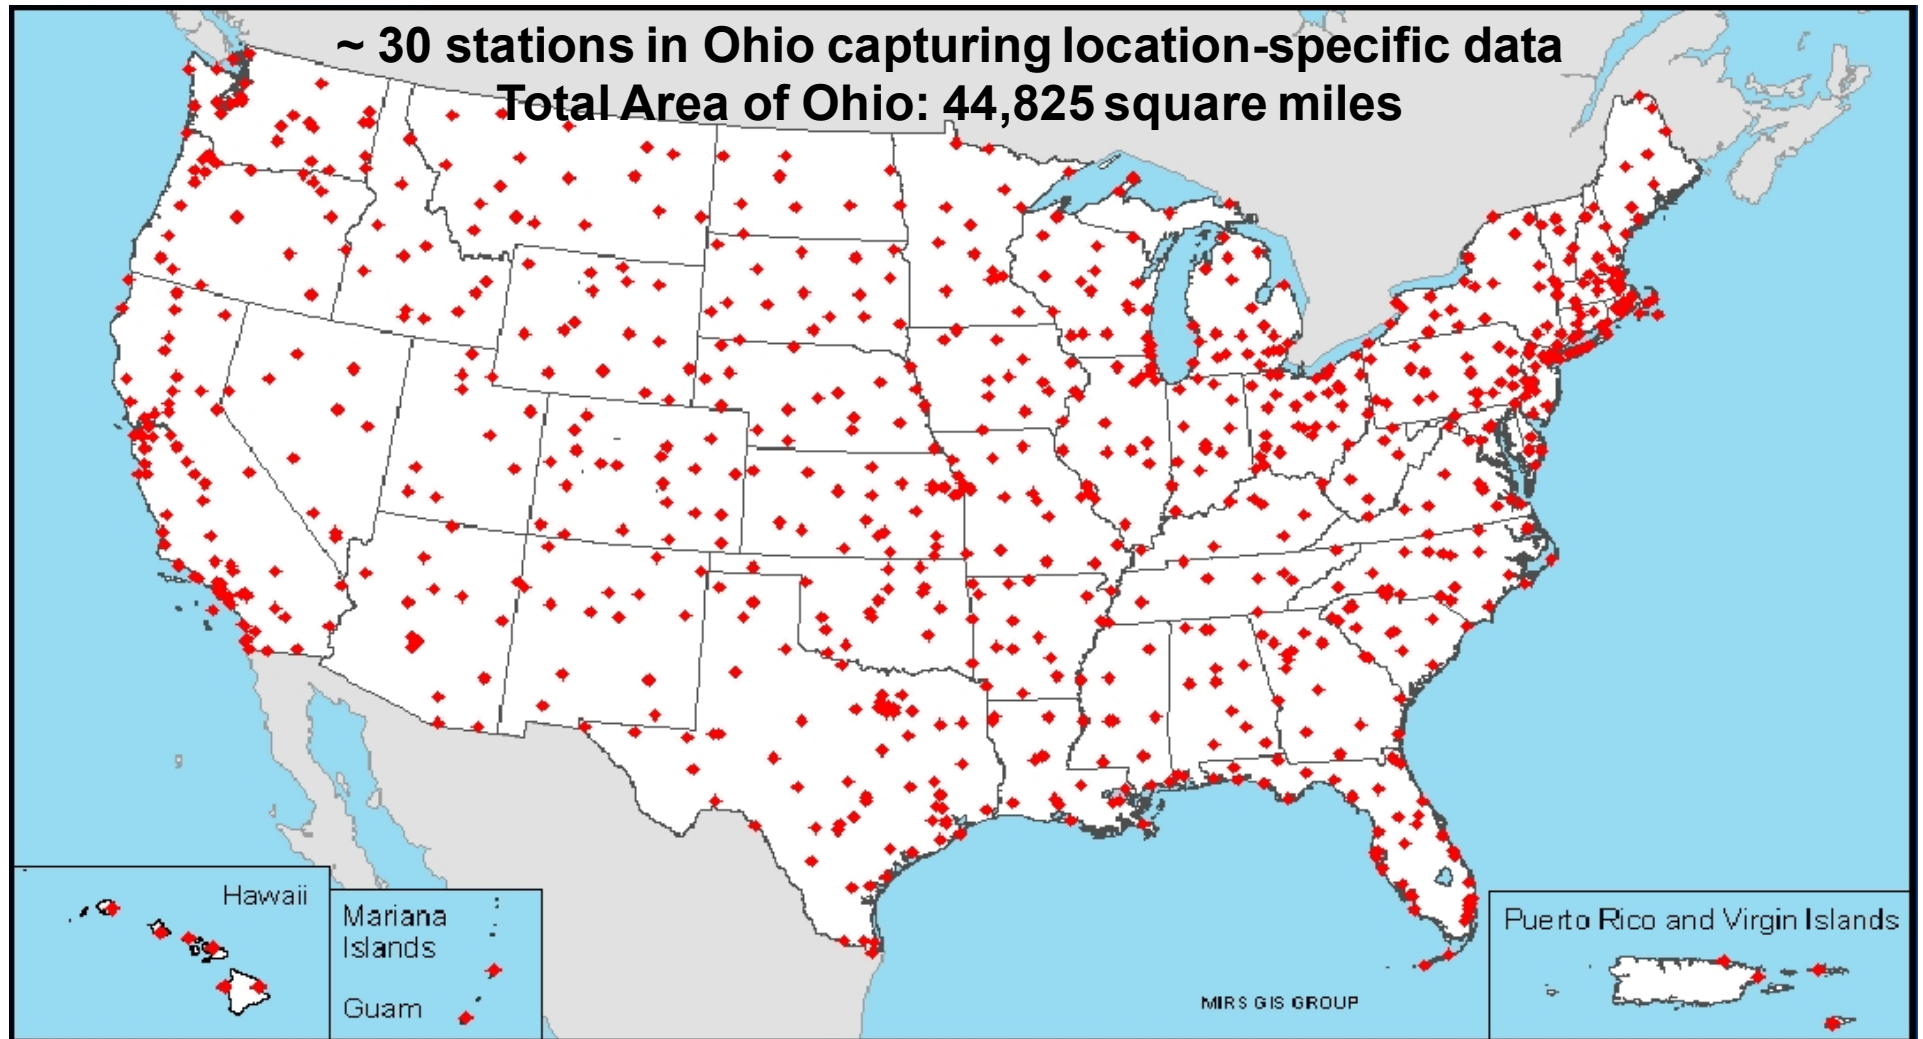 ~ 30 stations in Ohio capturing location-specific data
Total Area of Ohio: 44,825 square miles
Hawaii
Mariana
Islands
Guam
Puerto Rico and Virgin Islands
MIRS GIS GROUP